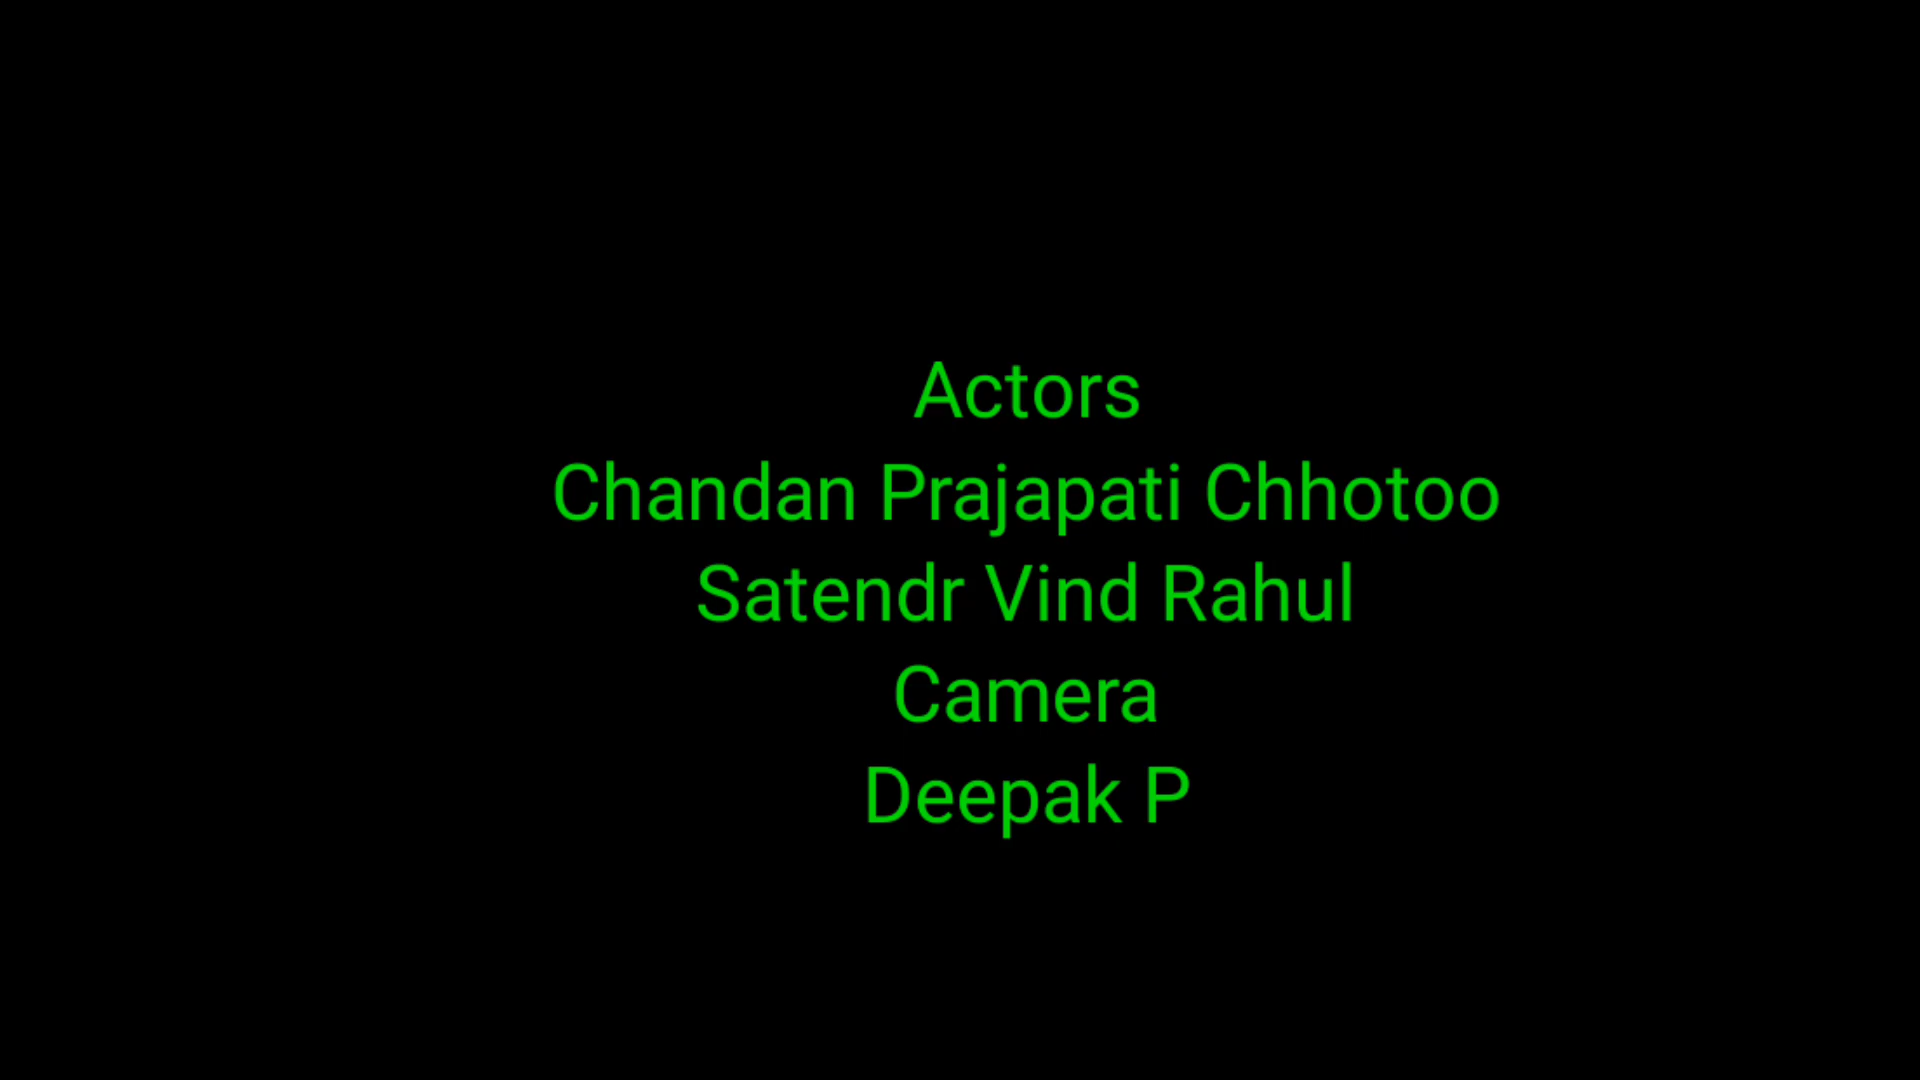 Actors
Chandan Prajapati Chhotoo
Satendr Vind Rahul
Camera
Deepak P